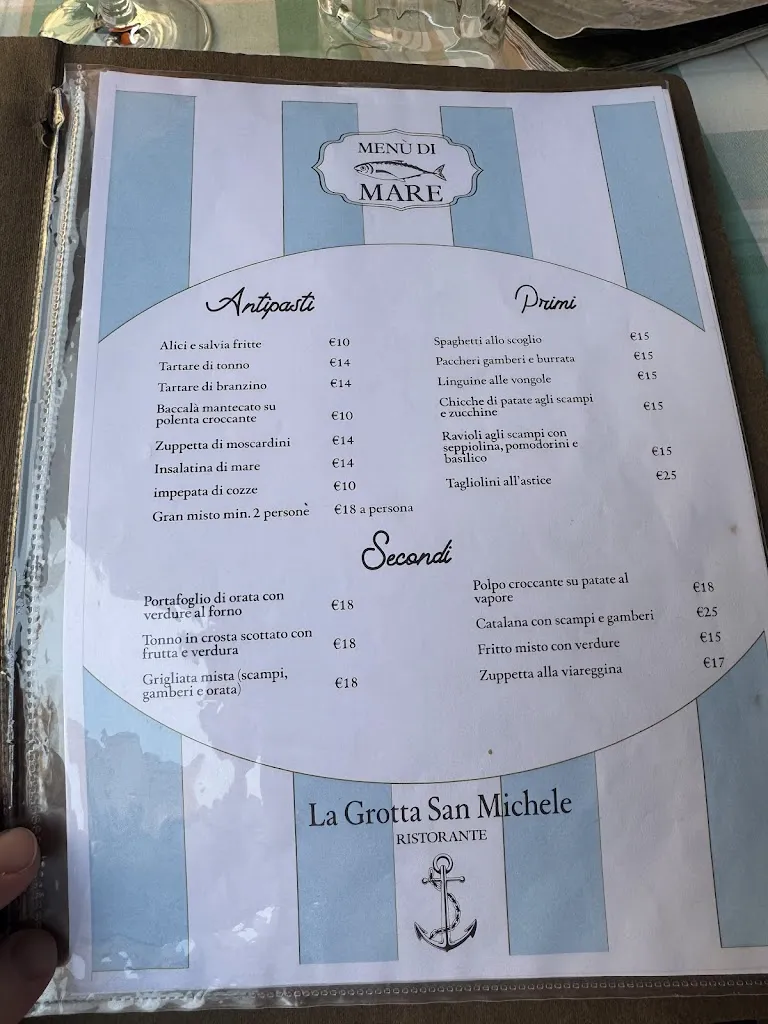 MENÙ DI
MARE
Antipasti
Alici e salvia fritte €10
Tartare di tonno €14
Tartare di branzino €14
Baccalà mantecato su
polenta croccante €10
Zuppetta di moscardini €14
Insalatina di mare €14
impepata di cozze €10
Gran misto min. 2 personè €18 a persona
Primi
Spaghetti allo scoglio €15
Paccheri gamberi e burrata €15
Linguine alle vongole €15
Chicche di patate agli scampi
e zucchine €15
Ravioli agli scampi con
seppiolina, pomodorini e
basilico €15
Tagliolini all'astice €25
Secondi
Portafoglio di orata con
verdure al forno €18
Tonno in crosta scottato con
frutta e verdura €18
Grigliata mista (scampi,
gamberi e orata) €18
Polpo croccante su patate al
vapore €18
Catalana con scampi e gamberi €25
Fritto misto con verdure €15
Zuppetta alla viareggina €17
La Grotta San Michele
RISTORANTE